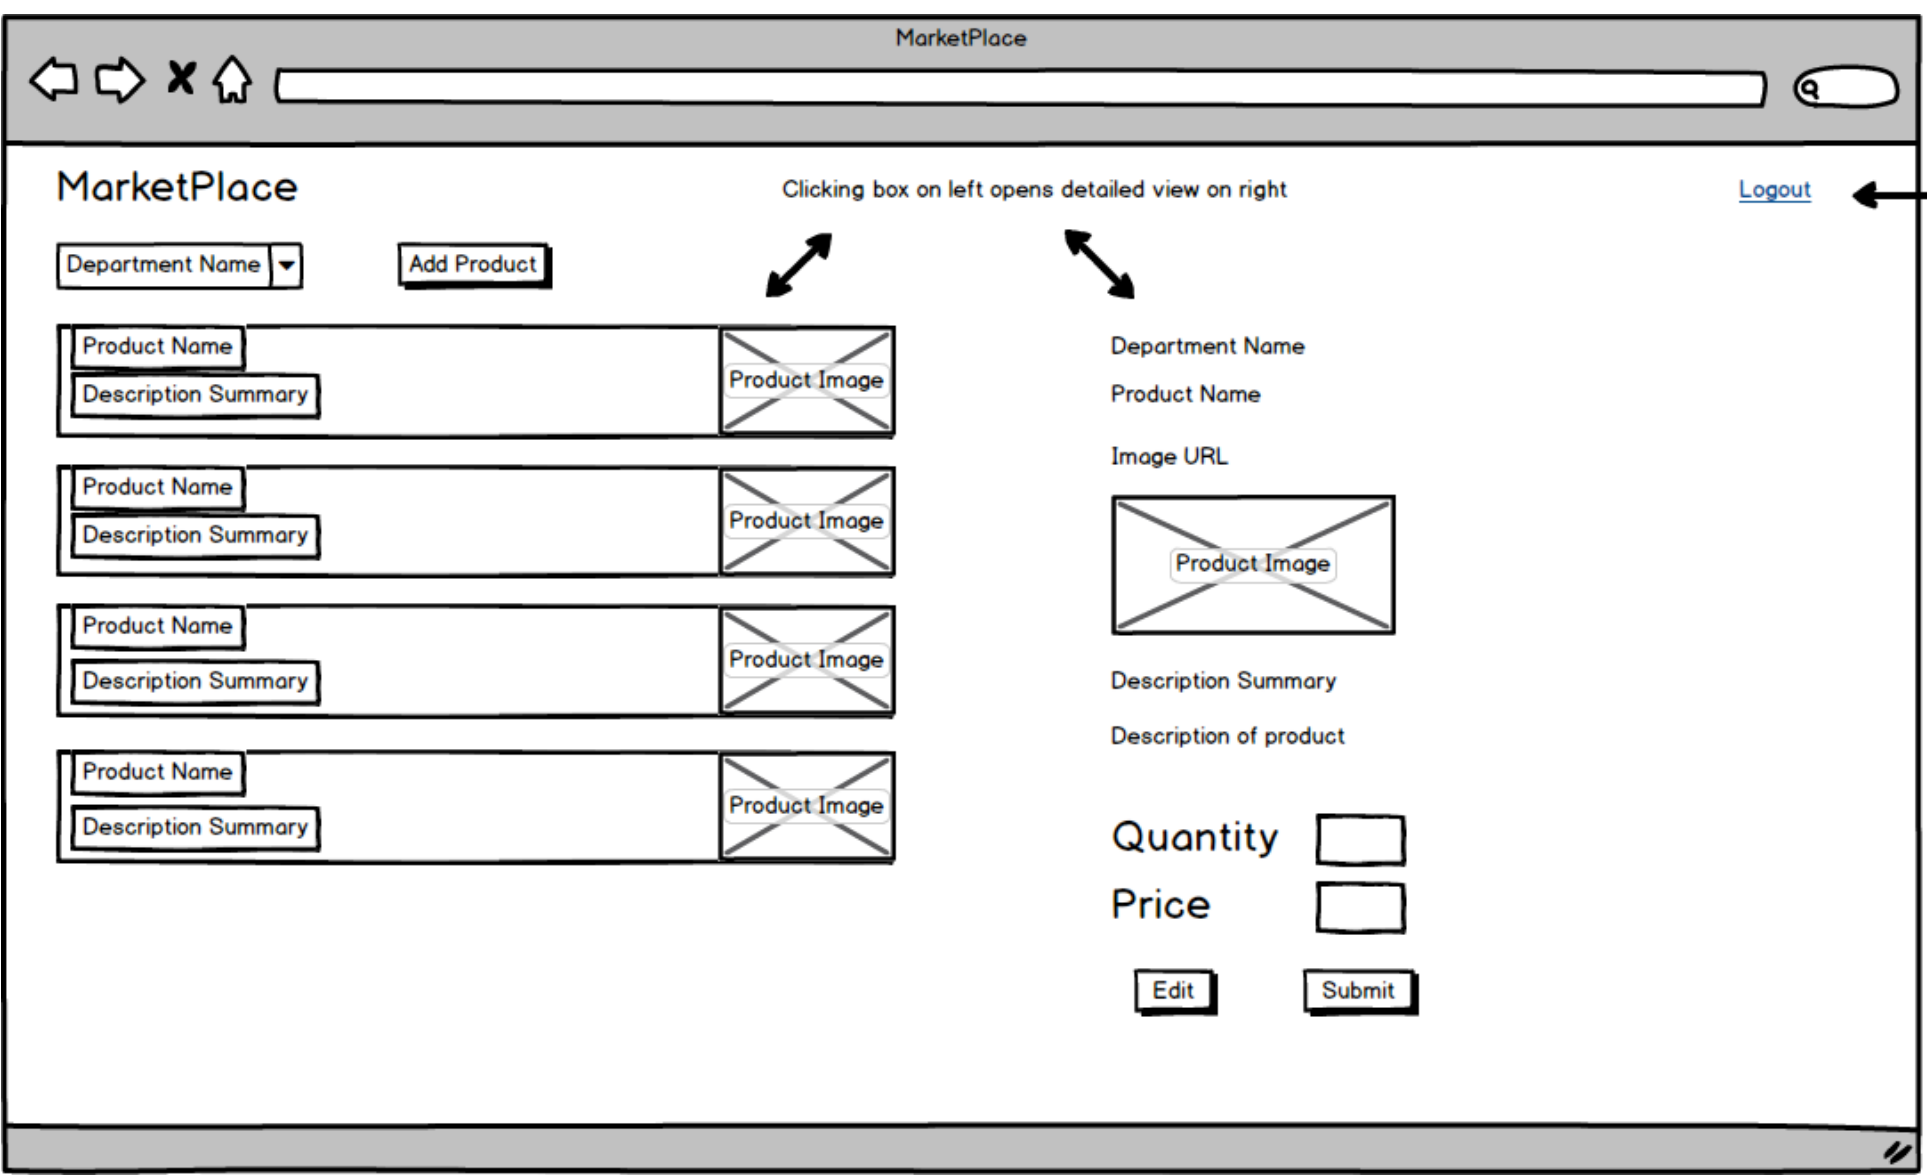 MarketPlace
MarketPlace
Clicking box on left opens detailed view on right
Logout
Department Name
Add Product
Product Name
Description Summary
Product Image
Product Name
Description Summary
Product Image
Product Name
Description Summary
Product Image
Product Name
Description Summary
Product Image
Department Name
Product Name
Image URL
Product Image
Description Summary
Description of product
Quantity
Price
Edit
Submit